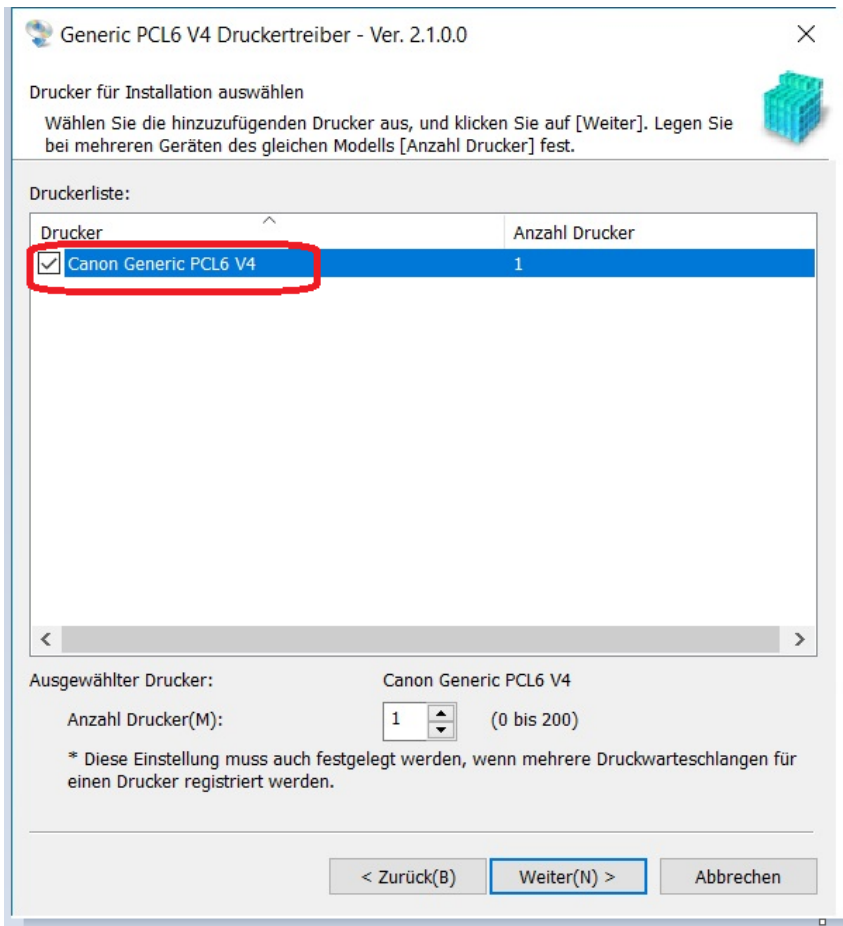 Generic PCL6 V4 Druckertreiber - Ver. 2.1.0.0
Drucker für Installation auswählen
Wählen Sie die hinzuzufügenden Drucker aus, und klicken Sie auf [Weiter]. Legen Sie
bei mehreren Geräten des gleichen Modells [Anzahl Drucker] fest.
Druckerliste:
Drucker Anzahl Drucker
Canon Generic PCL6 V4 1
Ausgewählter Drucker: Canon Generic PCL6 V4
Anzahl Drucker(M): 1 (0 bis 200)
* Diese Einstellung muss auch festgelegt werden, wenn mehrere Druckwarteschlangen für
einen Drucker registriert werden.
< Zurück(B) Weiter(N) > Abbrechen